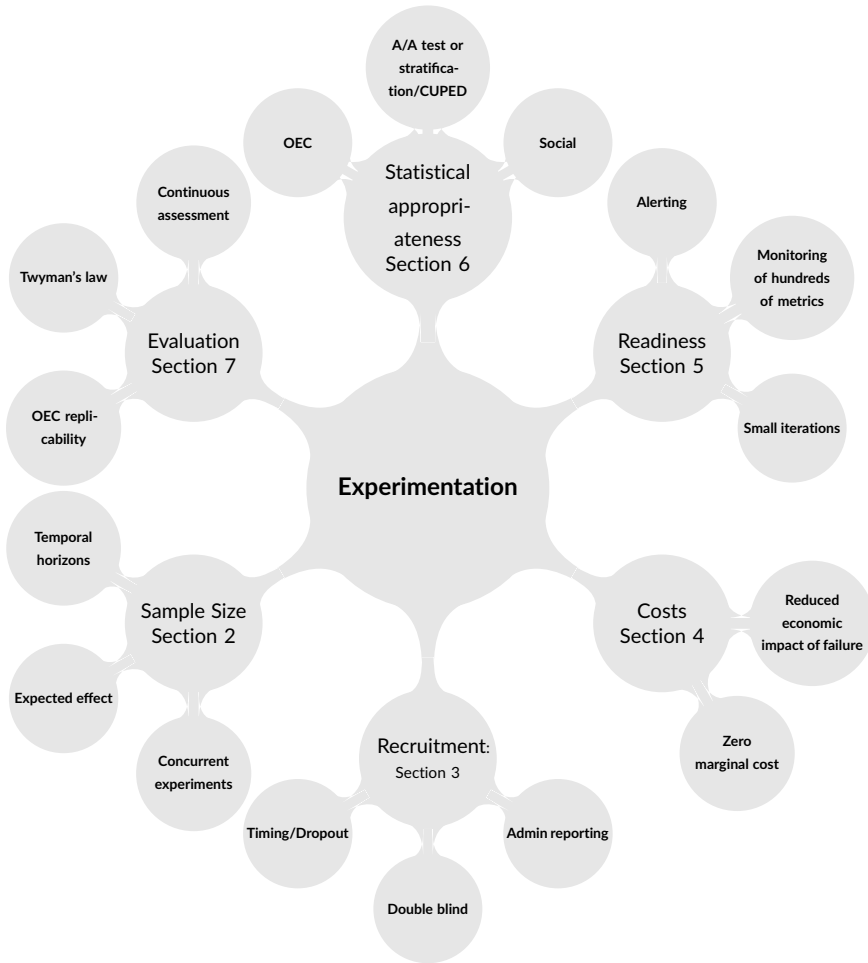 A/A test or
stratifica-
tion/CUPED
OEC
Social
Statistical
appropri-
ateness
Section 6
Continuous
assessment
Twyman's law
Evaluation
Section 7
OEC repli-
cability
Alerting
Monitoring
of hundreds
of metrics
Readiness
Section 5
Small iterations
Experimentation
Temporal
horizons
Sample Size
Section 2
Expected effect
Concurrent
experiments
Costs
Section 4
Reduced
economic
impact of failure
Zero
marginal cost
Recruitment:
Section 3
Timing/Dropout
Admin reporting
Double blind